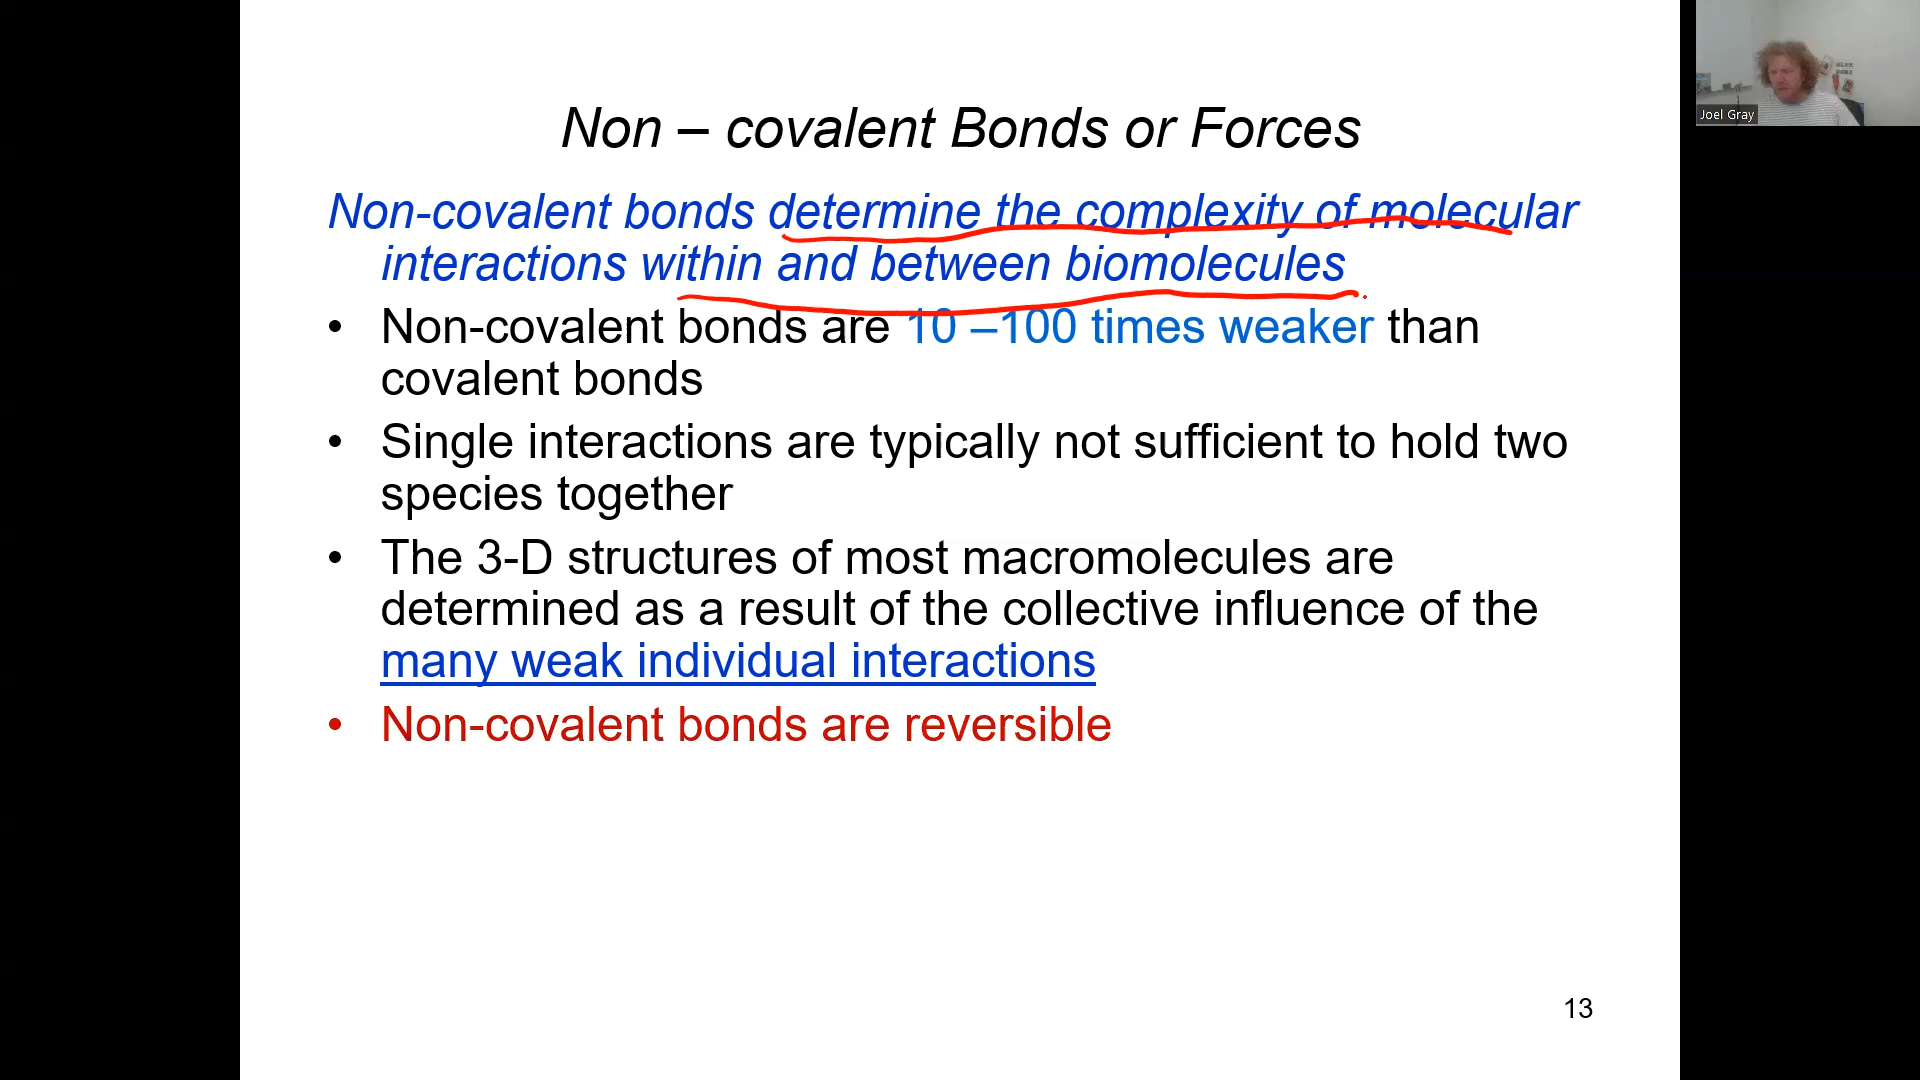 Joel Gray
Non – covalent Bonds or Forces
Non-covalent bonds determine the complexity of molecular
interactions within and between biomolecules
• Non-covalent bonds are 10 –100 times weaker than
covalent bonds
• Single interactions are typically not sufficient to hold two
species together
• The 3-D structures of most macromolecules are
determined as a result of the collective influence of the
many weak individual interactions
• Non-covalent bonds are reversible
13